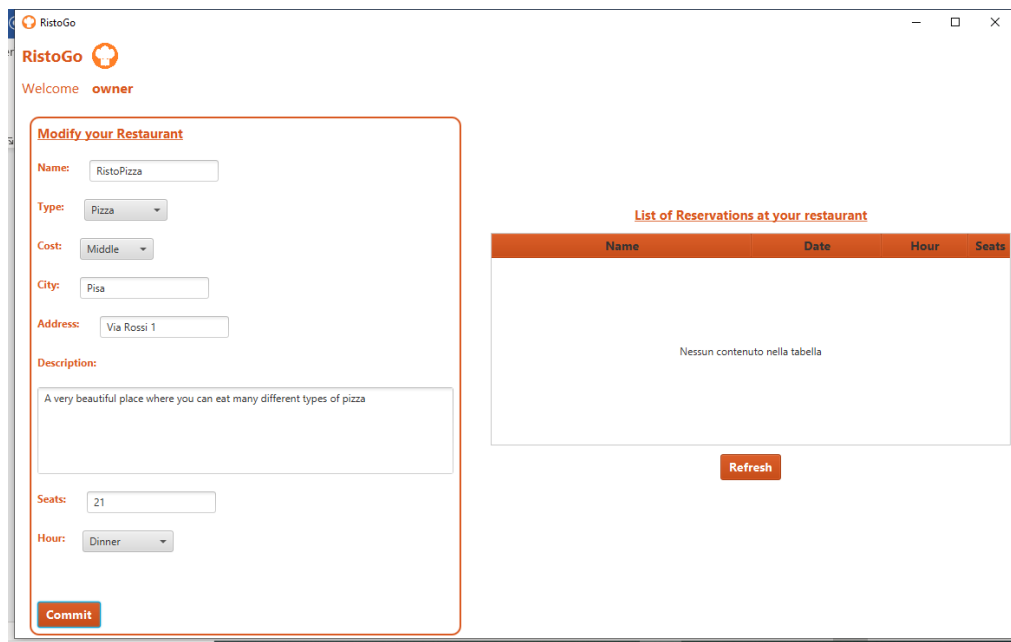 RistoGo
RistoGo
Welcome owner
Modify your Restaurant
Name: RistoPizza
Type: Pizza
Cost: Middle
City: Pisa
Address: Via Rossi 1
Description:
A very beautiful place where you can eat many different types of pizza
Seats: 21
Hour: Dinner
Commit
List of Reservations at your restaurant
Name Date Hour Seats
Nessun contenuto nella tabella
Refresh